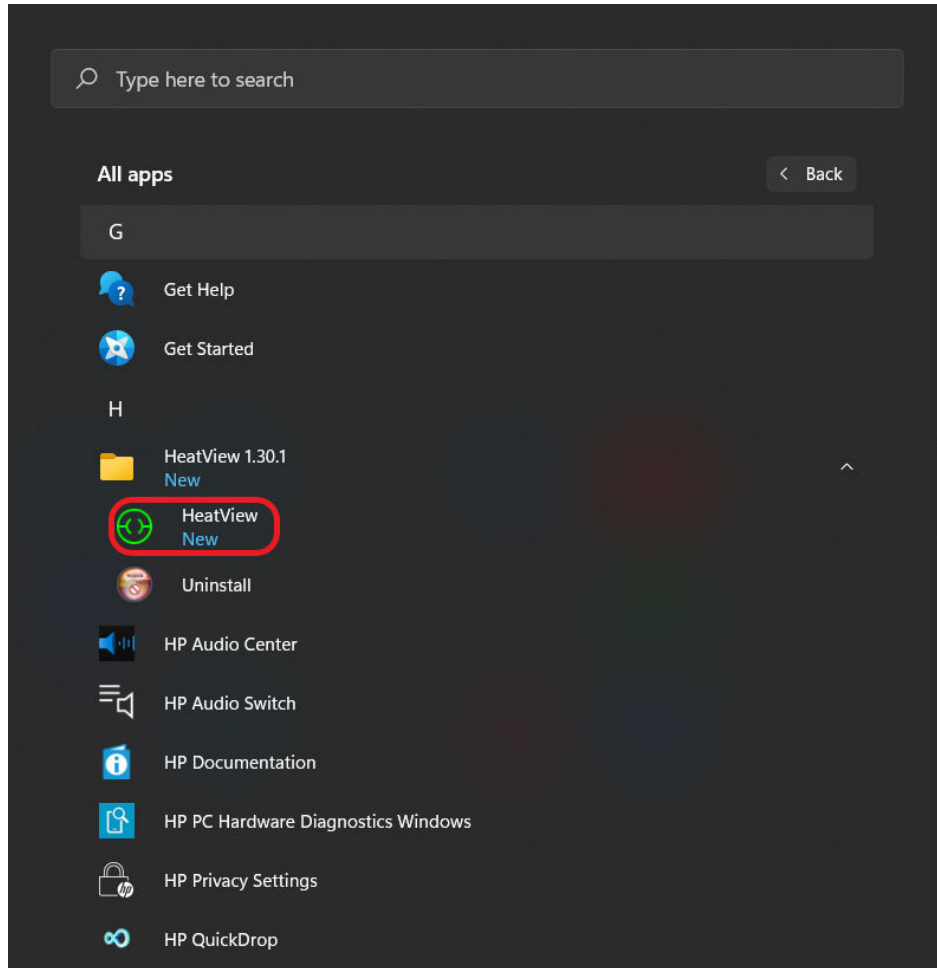 Type here to search
All apps
Back
G
Get Help
Get Started
H
HeatView 1.30.1
New
HeatView
New
Uninstall
HP Audio Center
HP Audio Switch
HP Documentation
HP PC Hardware Diagnostics Windows
HP Privacy Settings
HP QuickDrop